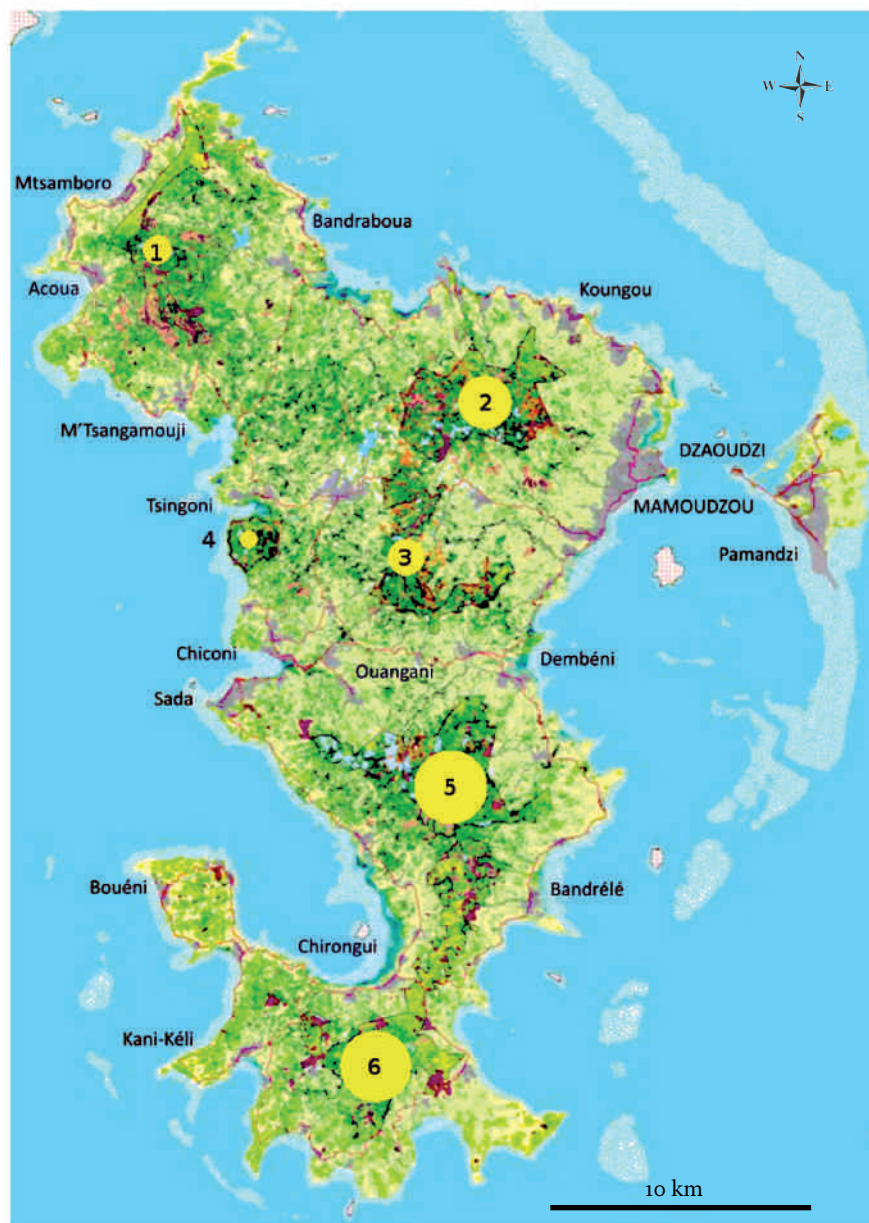 N
W E
S
Mtsamboro
Bandraboua
1
Acoua
Koungou
2
M'Tsangamouji
DZAOUDZI
Tsingoni
MAMOUDZOU
4
3
Pamandzi
Chiconi
Ouangani
Dembéni
Sada
5
Bouéni
Bandrélé
Chirongui
Kani-Kéli
6
10 km